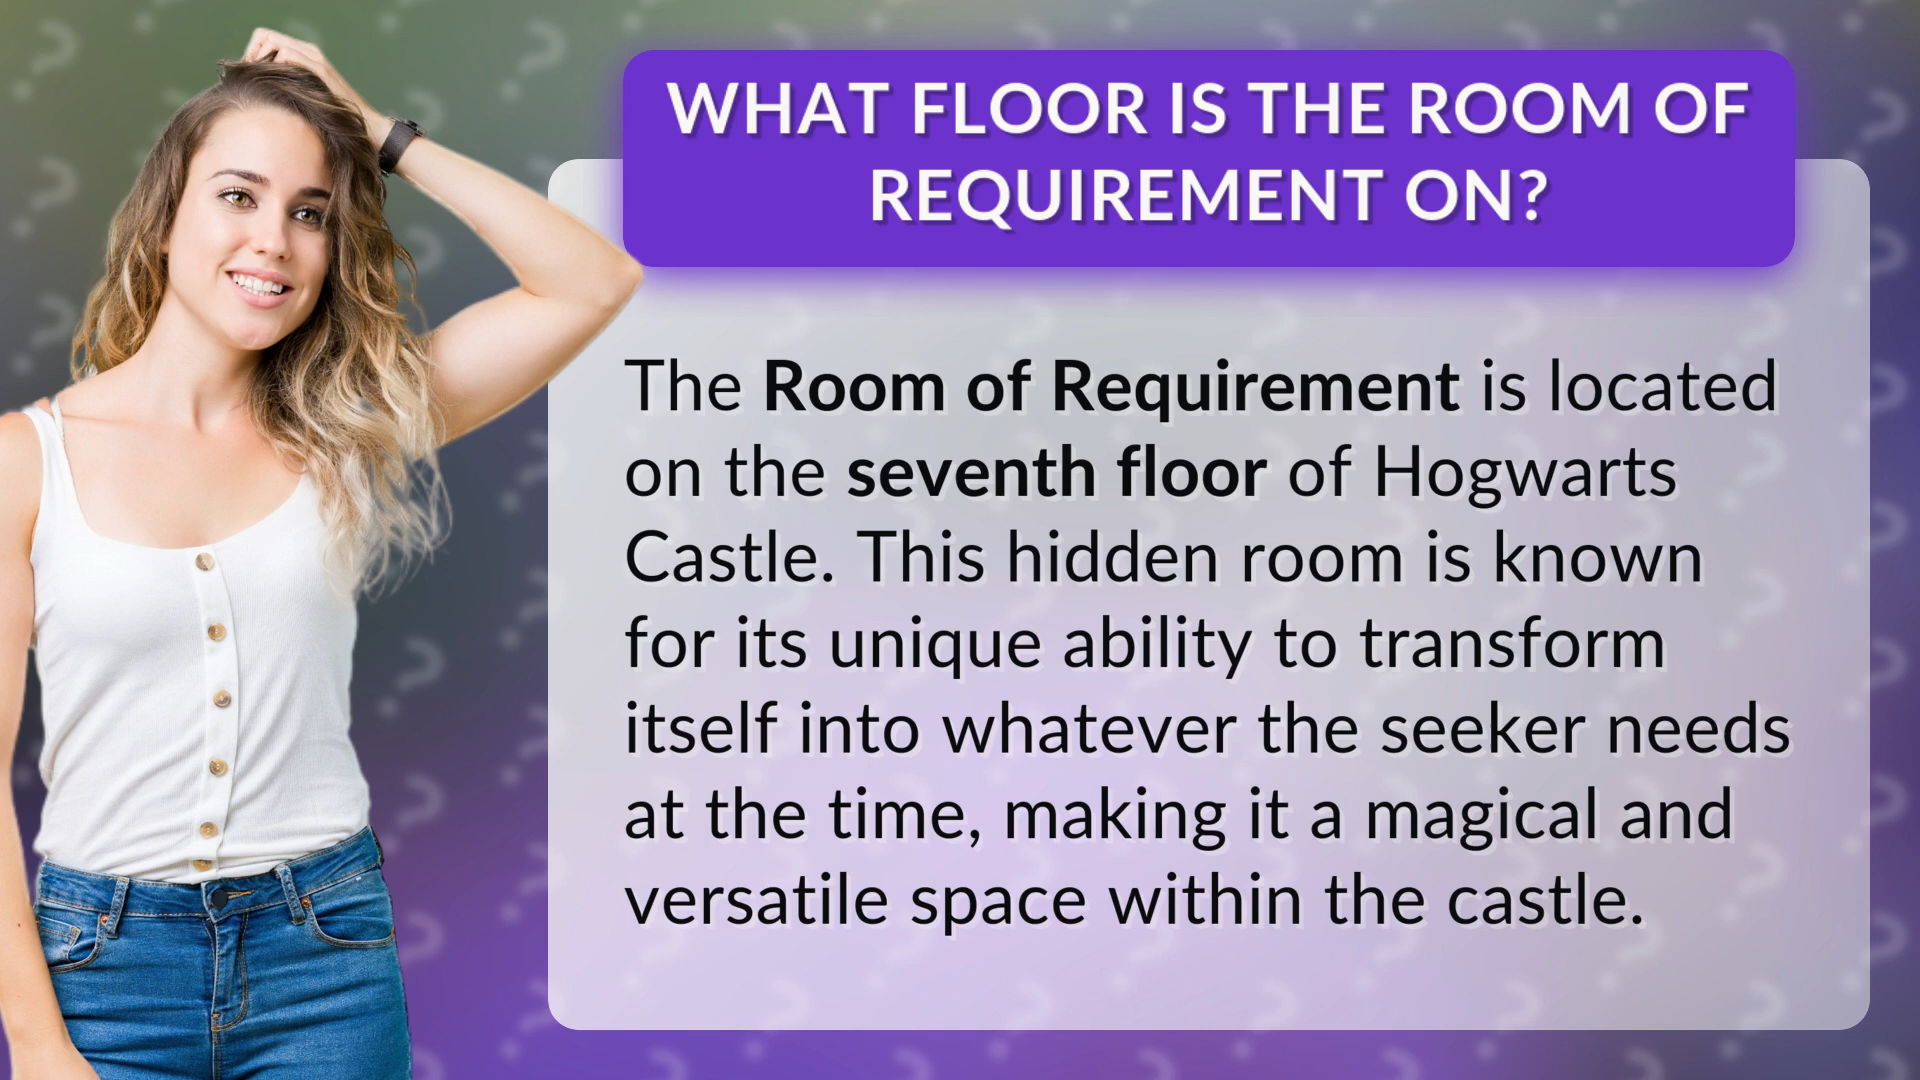 WHAT FLOOR IS THE ROOM OF
REQUIREMENT ON?
The Room of Requirement is located
on the seventh floor of Hogwarts
Castle. This hidden room is known
for its unique ability to transform
itself into whatever the seeker needs
at the time, making it a magical and
versatile space within the castle.